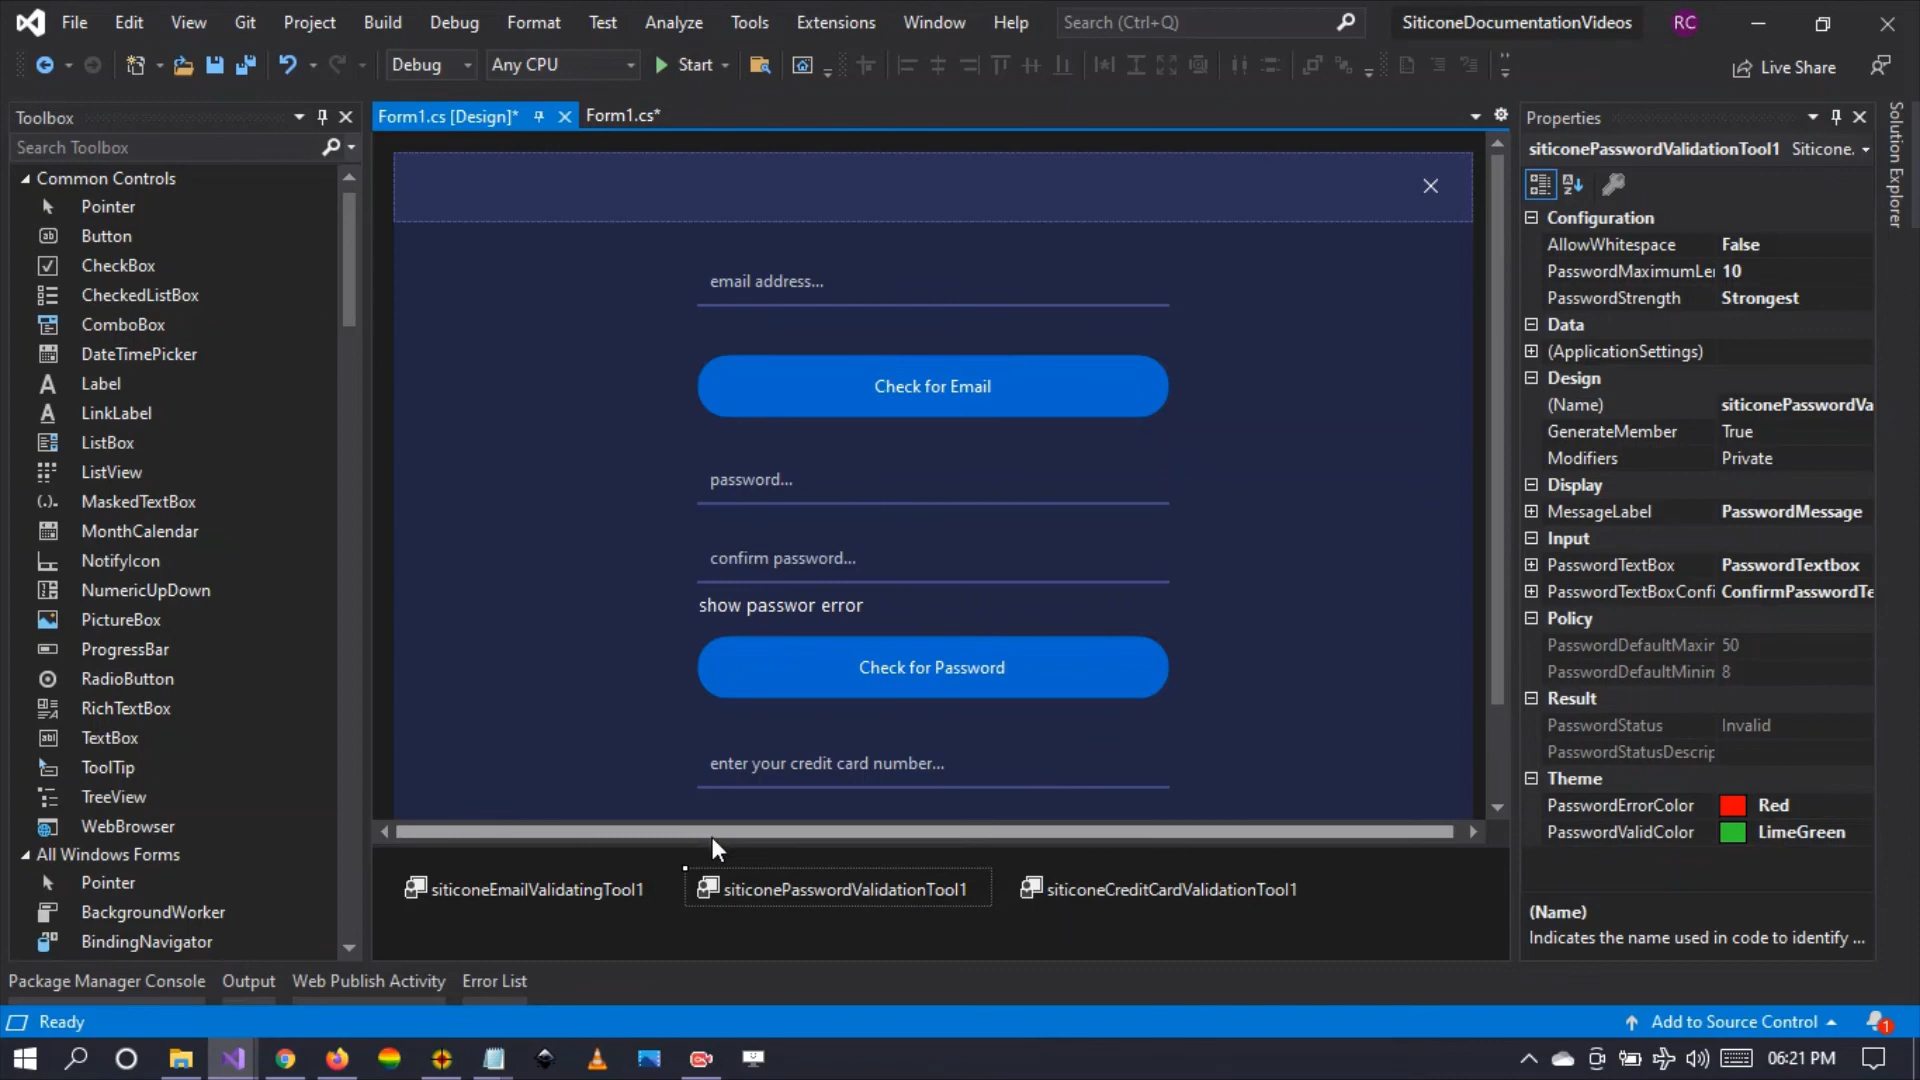 File Edit View Git Project Build Debug Format Test Analyze Tools Extensions Window Help Search (Ctrl+Q) SiticoneDocumentationVideos RC
Debug Any CPU Start Live Share
Toolbox
Search Toolbox
Common Controls
Pointer
Button
CheckBox
CheckedListBox
ComboBox
DateTimePicker
Label
LinkLabel
ListBox
ListView
MaskedTextBox
MonthCalendar
NotifyIcon
NumericUpDown
PictureBox
ProgressBar
RadioButton
RichTextBox
TextBox
ToolTip
TreeView
WebBrowser
All Windows Forms
Pointer
BackgroundWorker
BindingNavigator
Form1.cs [Design]* Form1.cs*
email address...
Check for Email
password...
confirm password...
show passwor error
Check for Password
enter your credit card number...
siticoneEmailValidatingTool1 siticonePasswordValidationTool1 siticoneCreditCardValidationTool1
Properties
siticonePasswordValidationTool1 Siticone.
Configuration
AllowWhitespace False
PasswordMaximumLer 10
PasswordStrength Strongest
Data
(ApplicationSettings)
Design
(Name) siticonePasswordVa
GenerateMember True
Modifiers Private
Display
MessageLabel PasswordMessage
Input
PasswordTextBox PasswordTextbox
PasswordTextBoxConfi ConfirmPasswordTe
Policy
PasswordDefaultMaxir 50
PasswordDefaultMinin 8
Result
PasswordStatus Invalid
PasswordStatusDescrip
Theme
PasswordErrorColor Red
PasswordValidColor LimeGreen
(Name)
Indicates the name used in code to identify ...
Solution Explorer
Package Manager Console Output Web Publish Activity Error List
Ready Add to Source Control 1
06:21 PM